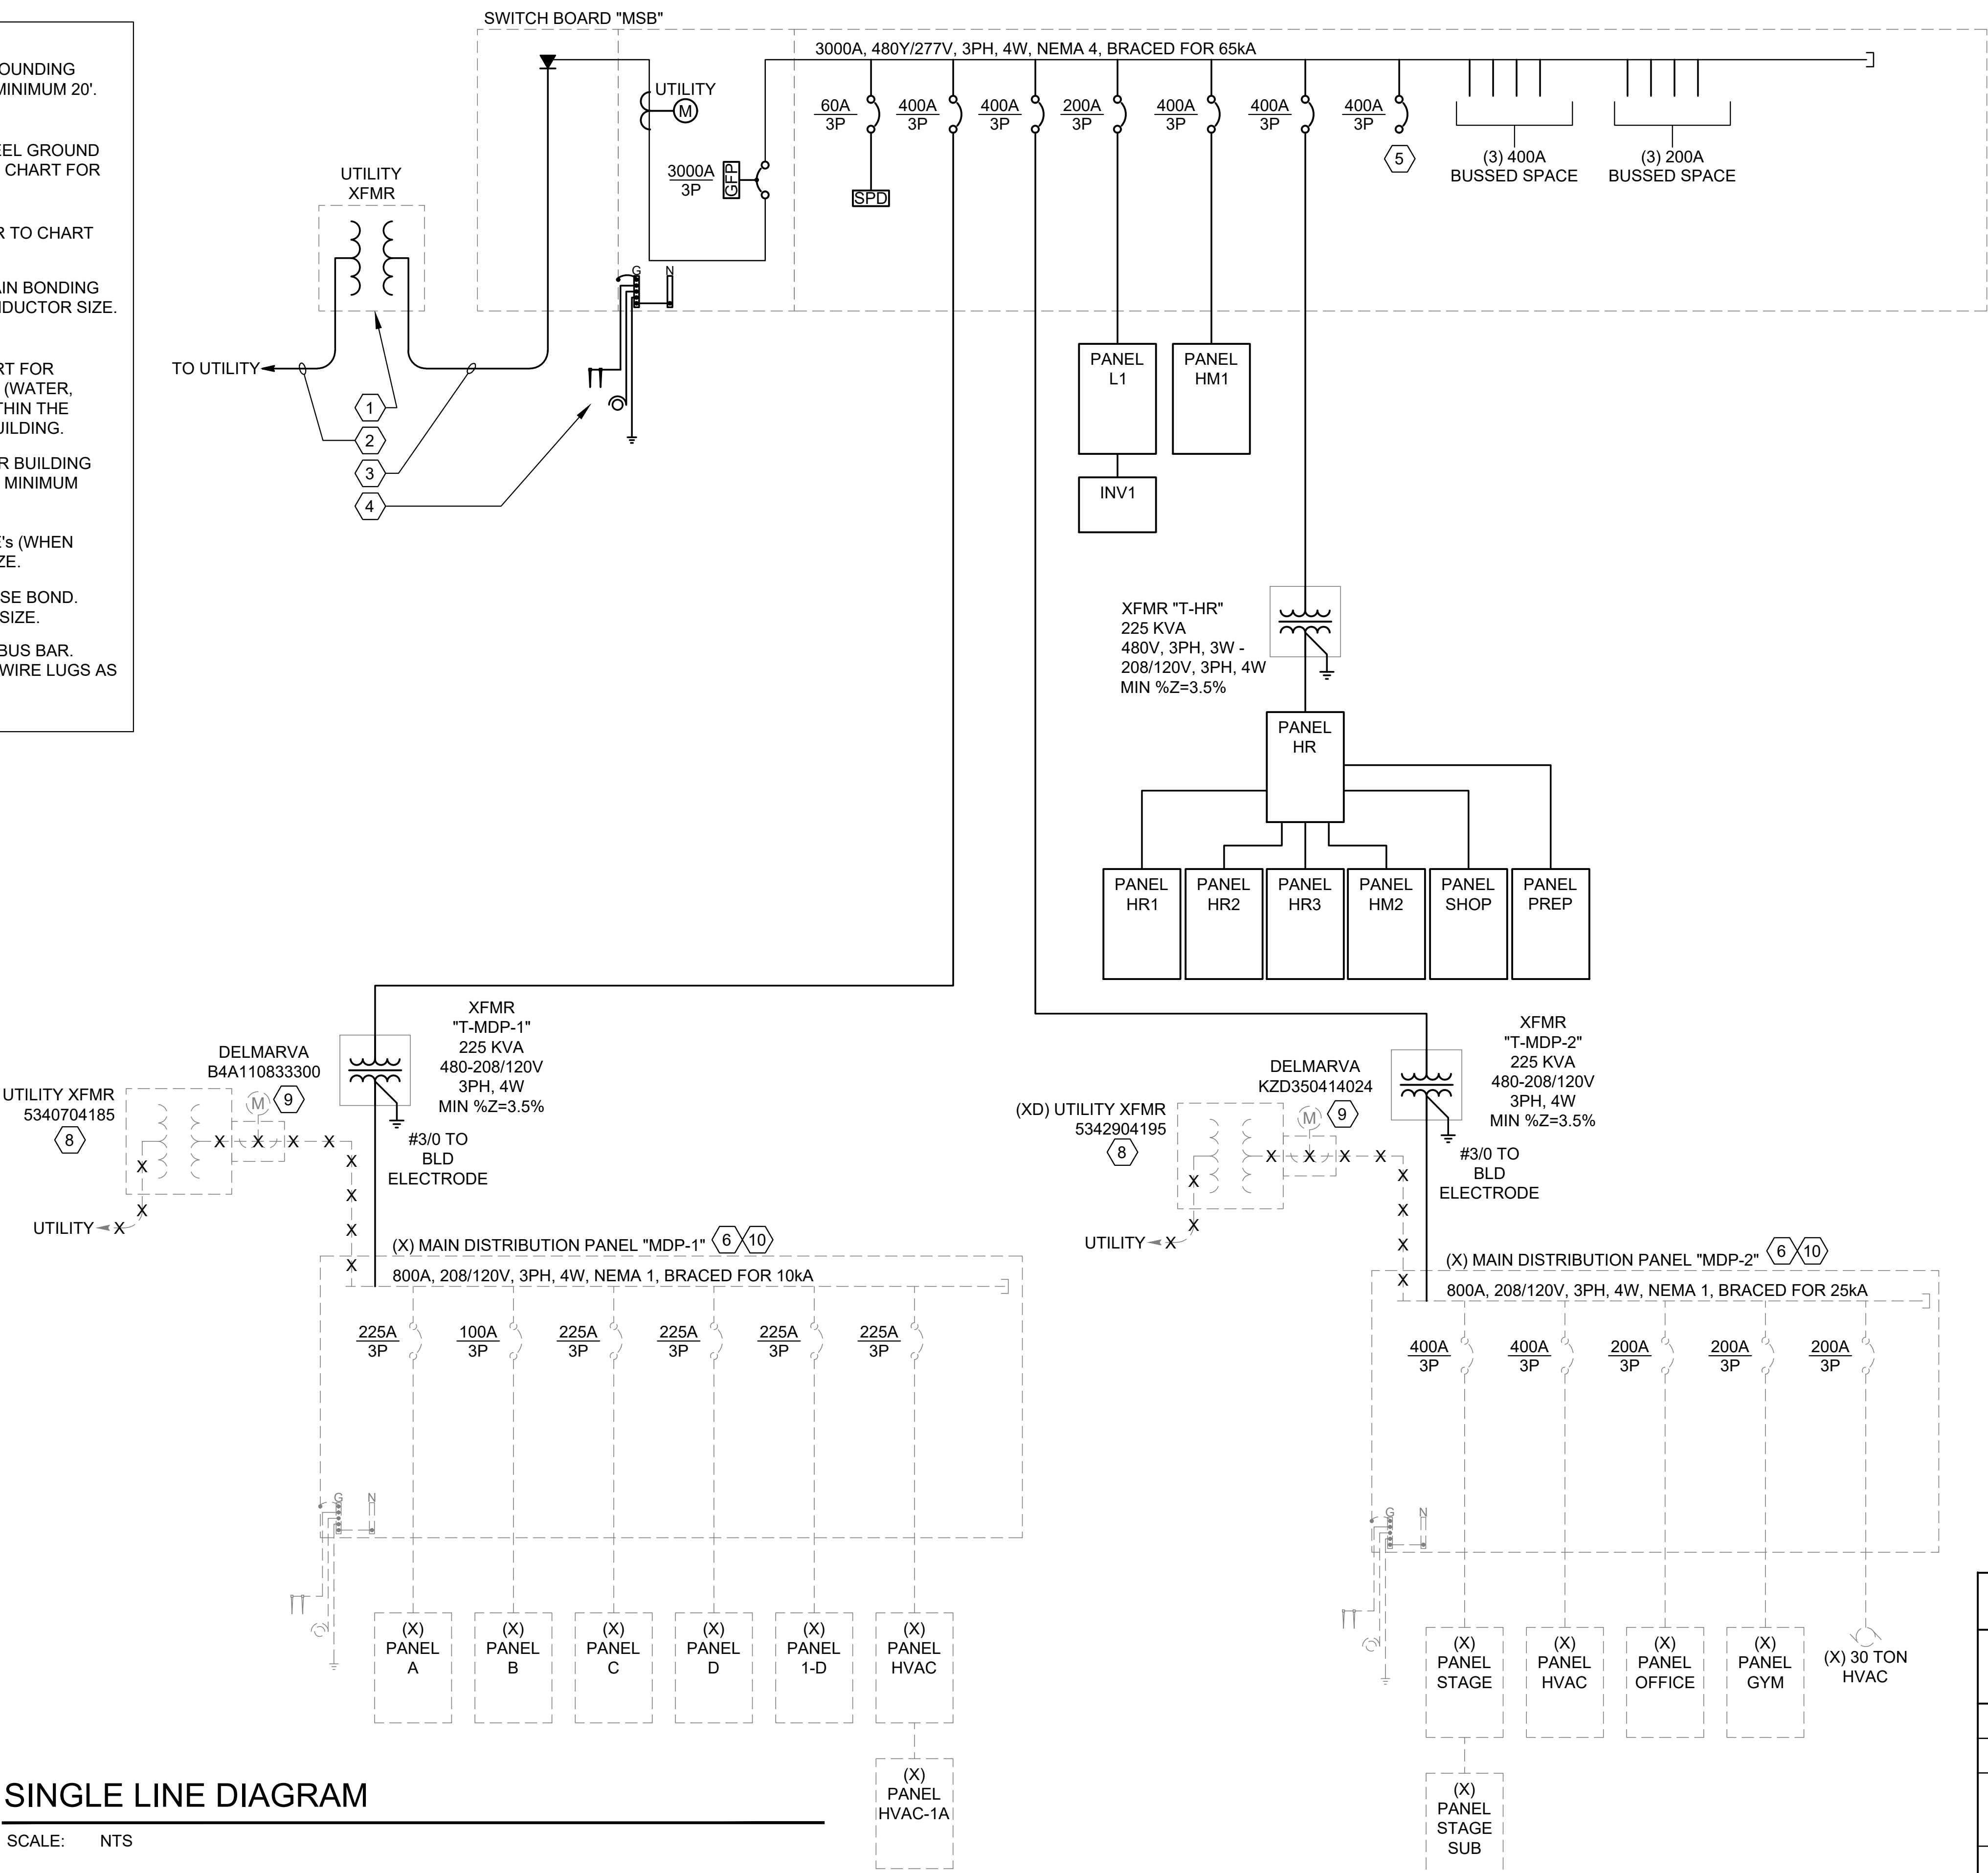 OUNDING
MINIMUM 20'.
EEL GROUND
CHART FOR
R TO CHART
AIN BONDING
NDUCTOR SIZE.
RT FOR
(WATER,
THIN THE
UILDING.
R BUILDING
MINIMUM
E's (WHEN
ZE.
SE BOND.
SIZE.
BUS BAR.
WIRE LUGS AS
SWITCH BOARD "MSB"
3000A, 480Y/277V, 3PH, 4W, NEMA 4, BRACED FOR 65kA
UTILITY
M
3000A
3P
GFP
60A
3P
SPD
400A
3P
400A
3P
200A
3P
400A
3P
400A
3P
400A
3P
5
(3) 400A
BUSSED SPACE
(3) 200A
BUSSED SPACE
UTILITY
XFMR
G N
TO UTILITY
1
2
3
4
PANEL
L1
PANEL
HM1
INV1
XFMR "T-HR"
225 KVA
480V, 3PH, 3W -
208/120V, 3PH, 4W
MIN %Z=3.5%
PANEL
HR
PANEL
HR1
PANEL
HR2
PANEL
HR3
PANEL
HM2
PANEL
SHOP
PANEL
PREP
XFMR
"T-MDP-1"
225 KVA
480-208/120V
3PH, 4W
MIN %Z=3.5%
DELMARVA
B4A110833300
M
9
UTILITY XFMR
5340704185
8
#3/0 TO
BLD
ELECTRODE
UTILITY
(X) MAIN DISTRIBUTION PANEL "MDP-1" 6 10
800A, 208/120V, 3PH, 4W, NEMA 1, BRACED FOR 10kA
225A
3P
100A
3P
225A
3P
225A
3P
225A
3P
225A
3P
G N
(X)
PANEL
A
(X)
PANEL
B
(X)
PANEL
C
(X)
PANEL
D
(X)
PANEL
1-D
(X)
PANEL
HVAC
(X)
PANEL
HVAC-1A
XFMR
"T-MDP-2"
225 KVA
480-208/120V
3PH, 4W
MIN %Z=3.5%
DELMARVA
KZD350414024
M
9
(XD) UTILITY XFMR
5342904195
8
#3/0 TO
BLD
ELECTRODE
UTILITY
(X) MAIN DISTRIBUTION PANEL "MDP-2" 6 10
800A, 208/120V, 3PH, 4W, NEMA 1, BRACED FOR 25kA
400A
3P
400A
3P
200A
3P
200A
3P
200A
3P
G N
(X)
PANEL
STAGE
(X)
PANEL
HVAC
(X)
PANEL
OFFICE
(X)
PANEL
GYM
(X) 30 TON
HVAC
(X)
PANEL
STAGE
SUB
SINGLE LINE DIAGRAM
SCALE: NTS